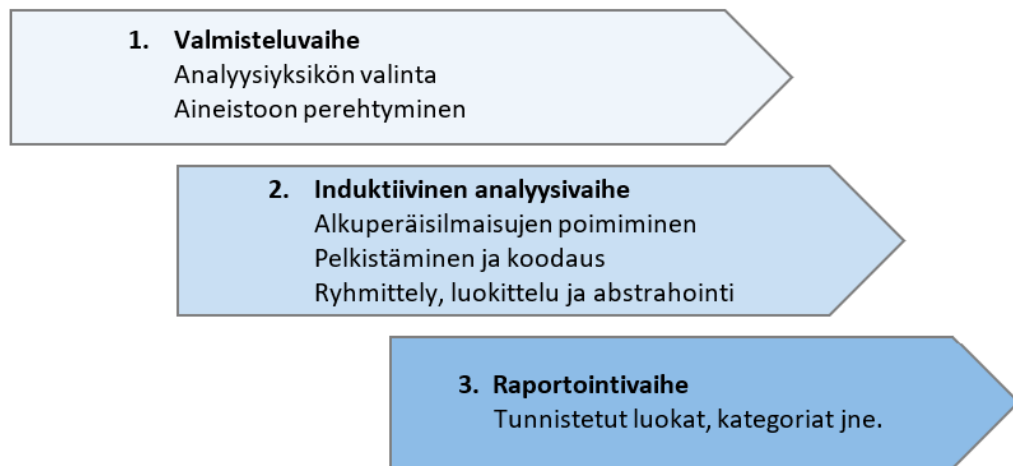 1. Valmisteluvaihe
Analyysiyksikön valinta
Aineistoon perehtyminen
2. Induktiivinen analyysivaihe
Alkuperäisilmaisujen poimiminen
Pelkistäminen ja koodaus
Ryhmittely, luokittelu ja abstrahointi
3. Raportointivaihe
Tunnistetut luokat, kategoriat jne.